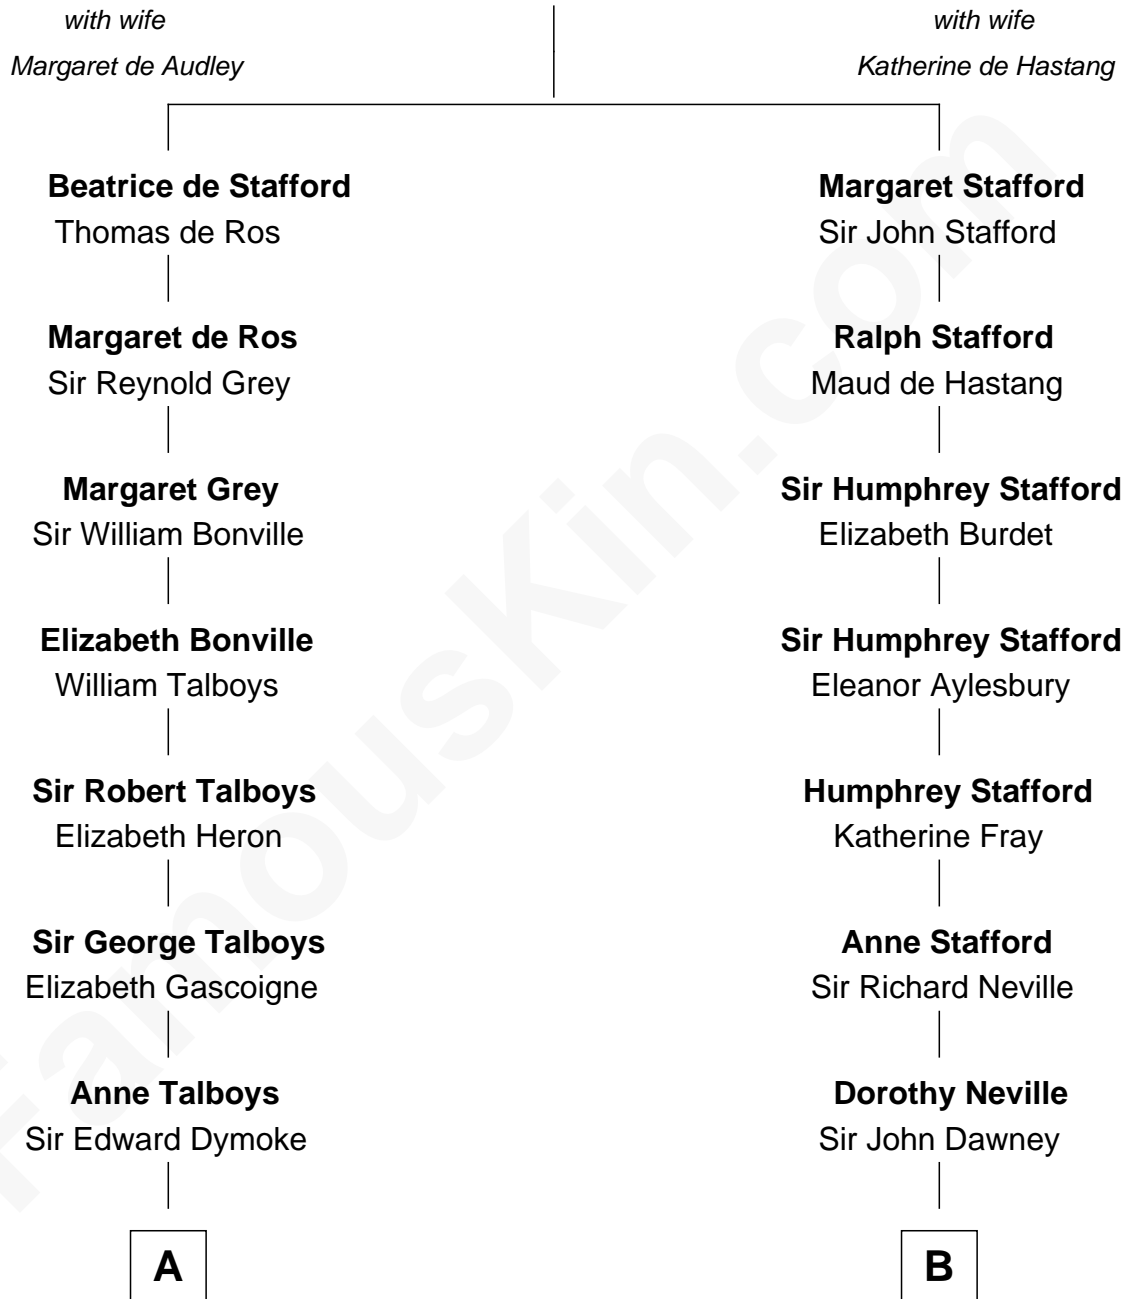 with wife
Margaret de Audley
with wife
Katherine de Hastang
Beatrice de Stafford
Thomas de Ros
Margaret Stafford
Sir John Stafford
Margaret de Ros
Sir Reynold Grey
Ralph Stafford
Maud de Hastang
Margaret Grey
Sir William Bonville
Sir Humphrey Stafford
Elizabeth Burdet
Elizabeth Bonville
William Talboys
Sir Humphrey Stafford
Eleanor Aylesbury
Sir Robert Talboys
Elizabeth Heron
Humphrey Stafford
Katherine Fray
Sir George Talboys
Elizabeth Gascoigne
Anne Stafford
Sir Richard Neville
Anne Talboys
Sir Edward Dymoke
Dorothy Neville
Sir John Dawney
A
B
FamousKin.com